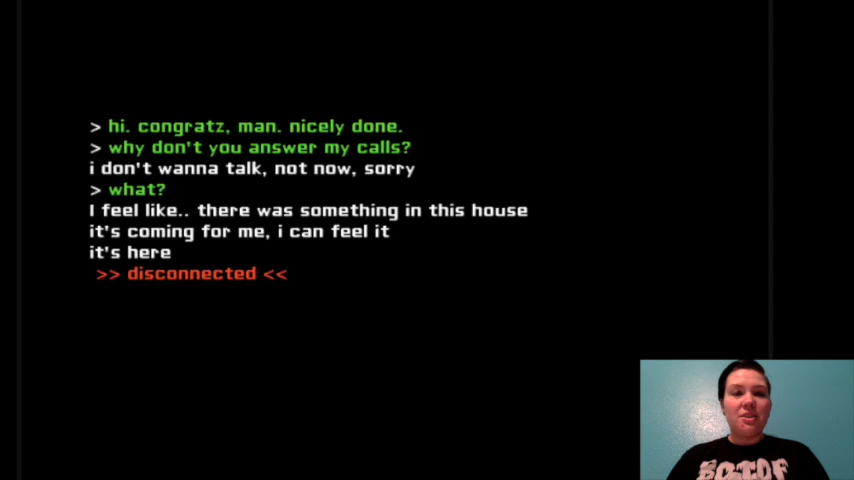 > hi. congratz, man. nicely done.
> why don't you answer my calls?
i don't wanna talk, not now, sorry
> what?
I feel like.. there was something in this house
it's coming for me, i can feel it
it's here
>> disconnected <<
BOTDF